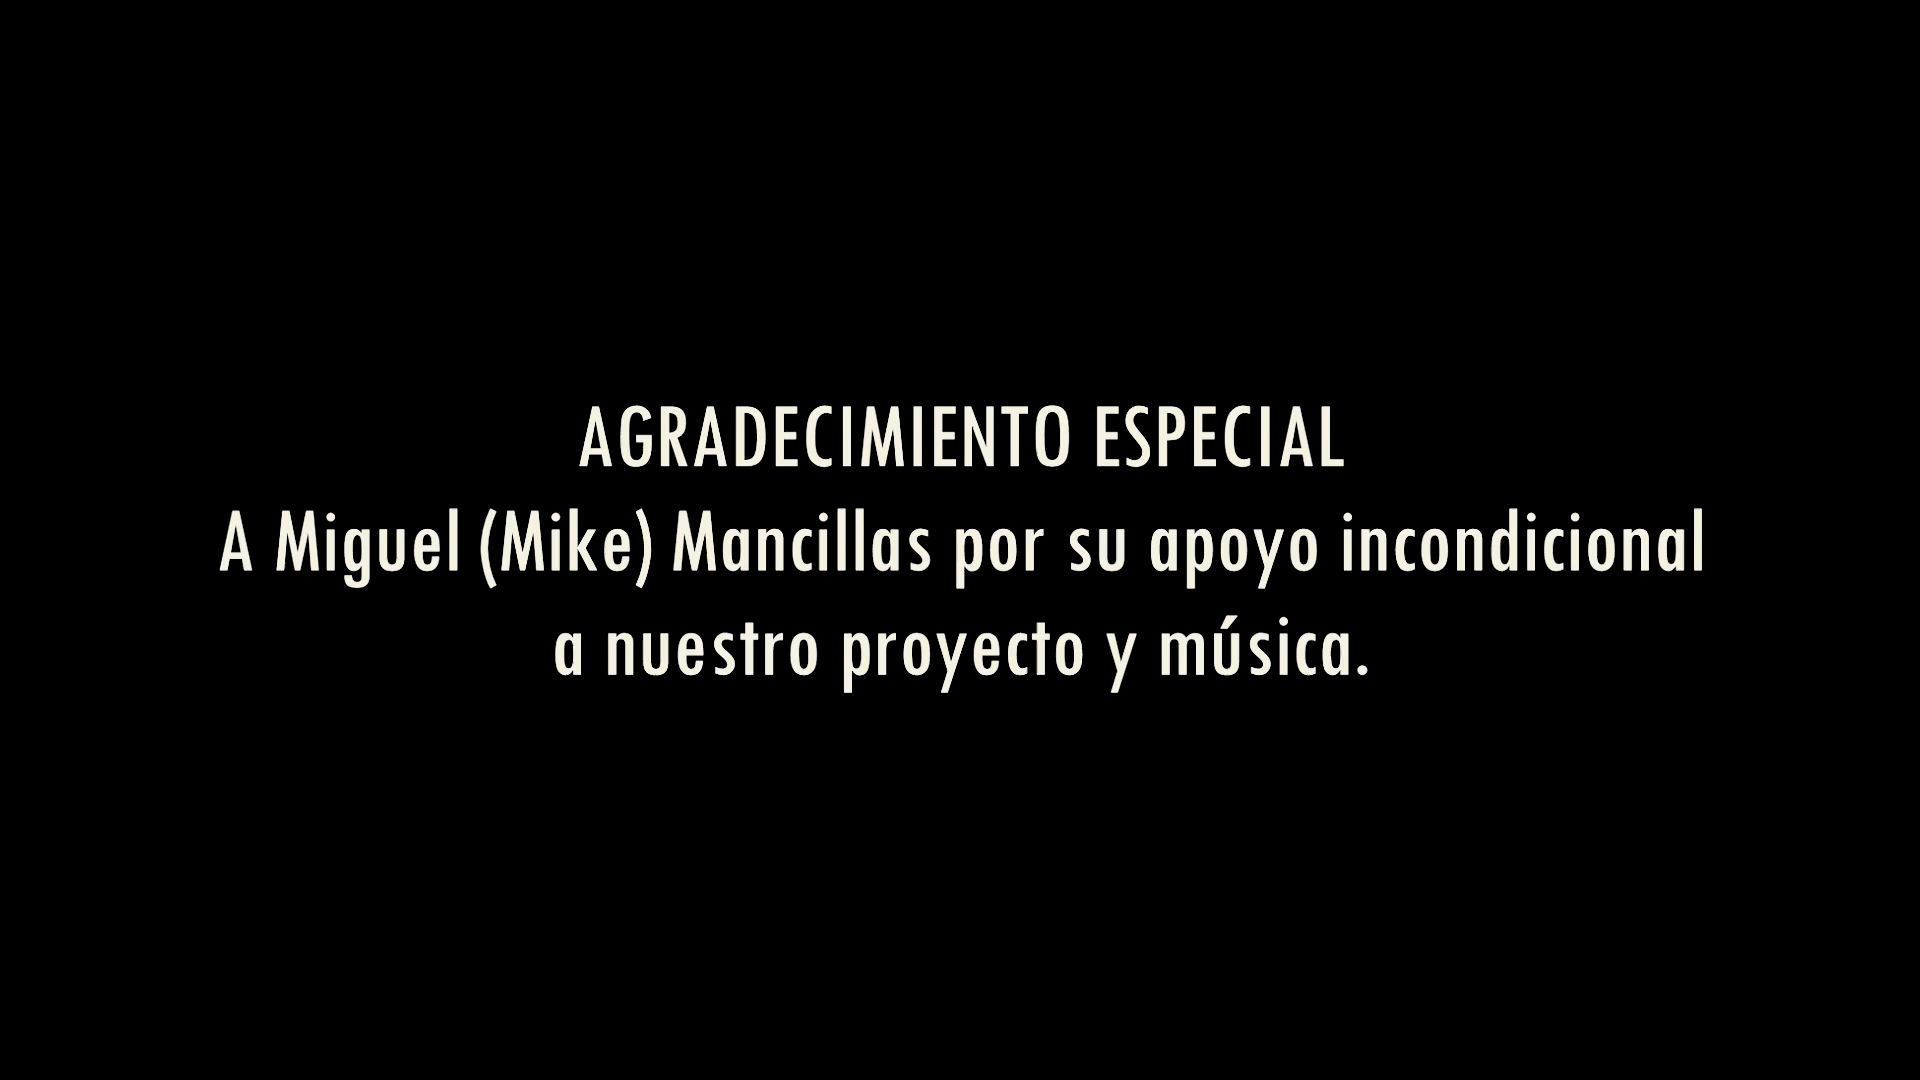 AGRADECIMIENTO ESPECIAL
A Miguel (Mike) Mancillas por su apoyo incondicional
a nuestro proyecto y música.